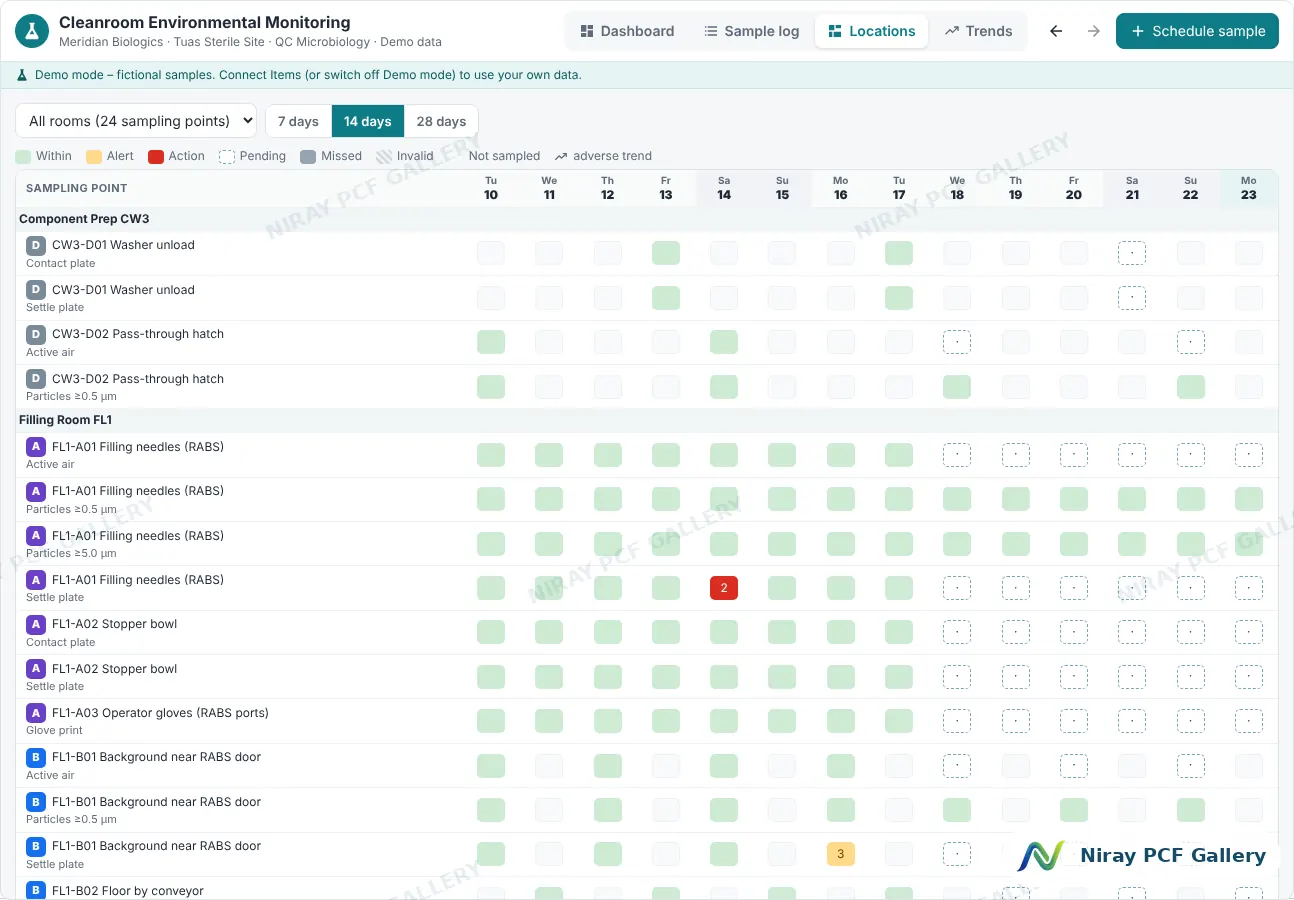 Cleanroom Environmental Monitoring
Meridian Biologics · Tuas Sterile Site · QC Microbiology · Demo data
Dashboard
Sample log
Locations
Trends
+ Schedule sample
Demo mode – fictional samples. Connect Items (or switch off Demo mode) to use your own data.
All rooms (24 sampling points)
7 days
14 days
28 days
Within
Alert
Action
Pending
Missed
Invalid
Not sampled
adverse trend
SAMPLING POINT
Tu 10
We 11
Th 12
Fr 13
Sa 14
Su 15
Mo 16
Tu 17
We 18
Th 19
Fr 20
Sa 21
Su 22
Mo 23
Component Prep CW3
D CW3-D01 Washer unload
Contact plate
D CW3-D01 Washer unload
Settle plate
D CW3-D02 Pass-through hatch
Active air
D CW3-D02 Pass-through hatch
Particles ≥0.5 µm
Filling Room FL1
A FL1-A01 Filling needles (RABS)
Active air
A FL1-A01 Filling needles (RABS)
Particles ≥0.5 µm
A FL1-A01 Filling needles (RABS)
Particles ≥5.0 µm
A FL1-A01 Filling needles (RABS)
Settle plate
2
A FL1-A02 Stopper bowl
Contact plate
A FL1-A02 Stopper bowl
Settle plate
A FL1-A03 Operator gloves (RABS ports)
Glove print
B FL1-B01 Background near RABS door
Active air
B FL1-B01 Background near RABS door
Particles ≥0.5 µm
B FL1-B01 Background near RABS door
Settle plate
3
B FL1-B02 Floor by conveyor
Niray PCF Gallery
NIRAY PCF GALLERY
NIRAY PCF GALLERY
NIRAY PCF GALLERY
NIRAY PCF GALLERY